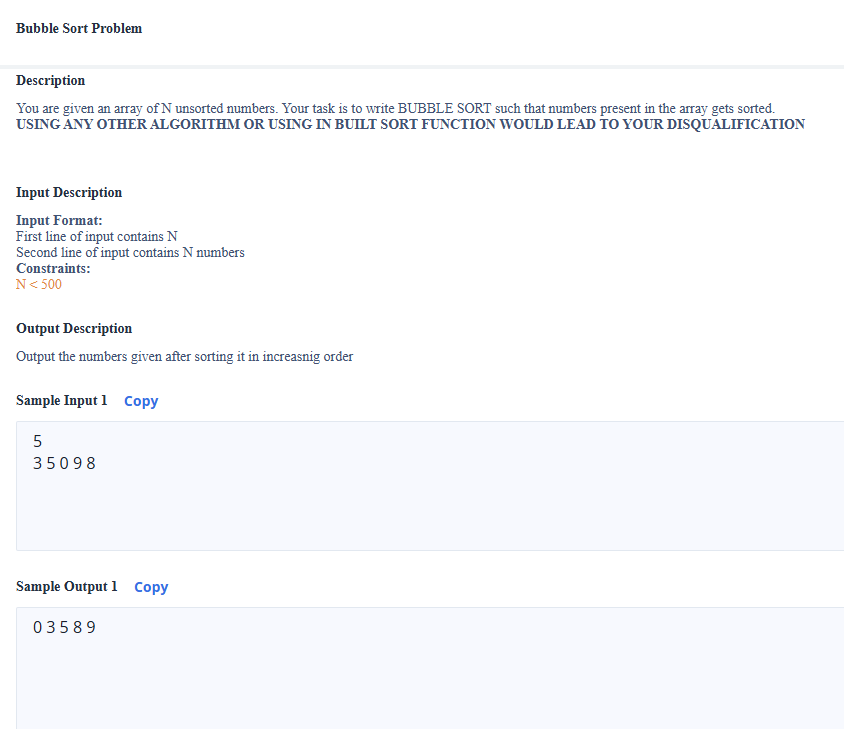 Bubble Sort Problem
Description
You are given an array of N unsorted numbers. Your task is to write BUBBLE SORT such that numbers present in the array gets sorted.
USING ANY OTHER ALGORITHM OR USING IN BUILT SORT FUNCTION WOULD LEAD TO YOUR DISQUALIFICATION
Input Description
Input Format:
First line of input contains N
Second line of input contains N numbers
Constraints:
N < 500
Output Description
Output the numbers given after sorting it in increasnig order
Sample Input 1 Copy
5
3 5 0 9 8
Sample Output 1 Copy
0 3 5 8 9